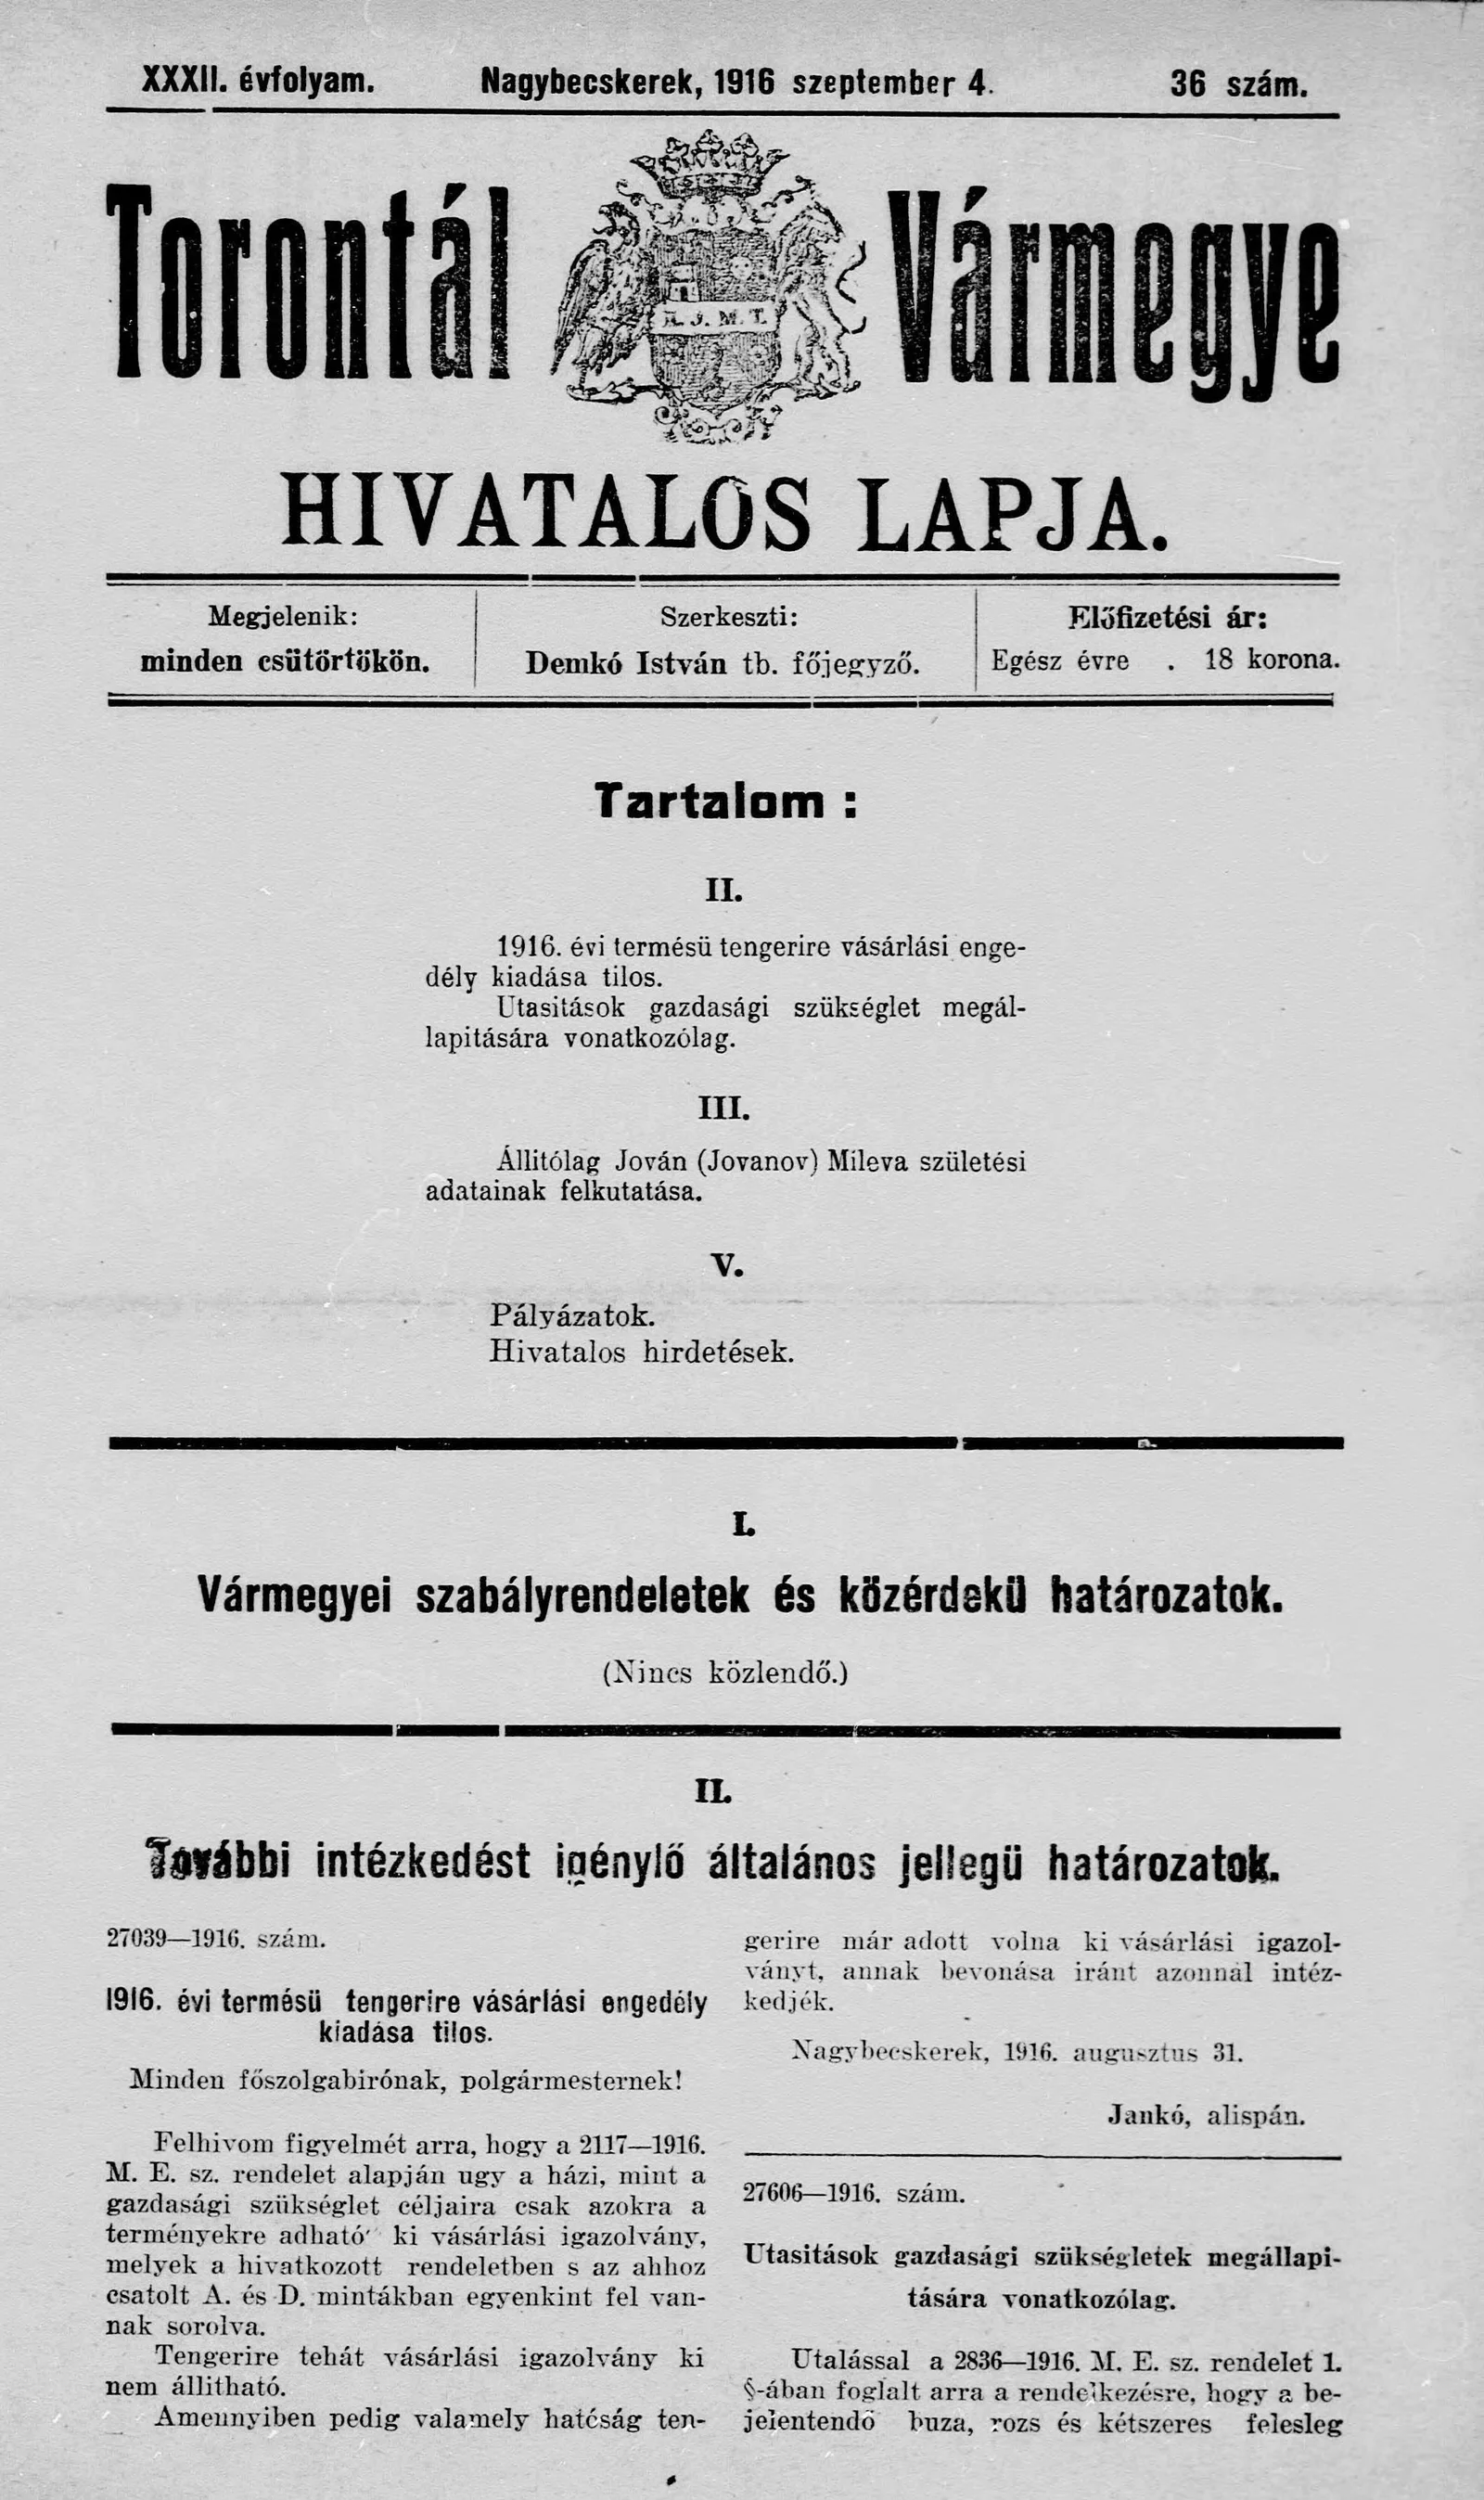 XXXII. évfolyam. Nagybecskerek, 1916 szeptember 4. 36 szám.
Torontál Vármegye
J. M. T.
HIVATALOS LAPJA.
Megjelenik:
minden csütörtökön.
Szerkeszti:
Demkó István tb. főjegyző.
Előfizetési ár:
Egész évre . 18 korona.
Tartalom :
II.
1916. évi termésü tengerire vásárlási enge-
dély kiadása tilos.
Utasitások gazdasági szükséglet megál-
lapitására vonatkozólag.
III.
Állitólag Jován (Jovanov) Mileva születési
adatainak felkutatása.
V.
Pályázatok.
Hivatalos hirdetések.
I.
Vármegyei szabályrendeletek és közérdekü határozatok.
(Nincs közlendő.)
II.
További intézkedést igénylő általános jellegü határozatok.
27039—1916. szám.
1916. évi termésü tengerire vásárlási engedély
kiadása tilos.
Minden főszolgabirónak, polgármesternek!
Felhivom figyelmét arra, hogy a 2117—1916.
M. E. sz. rendelet alapján ugy a házi, mint a
gazdasági szükséglet céljaira csak azokra a
terményekre adható ki vásárlási igazolvány,
melyek a hivatkozott rendeletben s az ahhoz
csatolt A. és D. mintákban egyenkint fel van-
nak sorolva.
Tengerire tehát vásárlási igazolvány ki
nem állitható.
Amennyiben pedig valamely hatóság ten-
gerire már adott volna ki vásárlási igazol-
ványt, annak bevonása iránt azonnal intéz-
kedjék.
Nagybecskerek, 1916. augusztus 31.
Jankó, alispán.
27606—1916. szám.
Utasitások gazdasági szükségletek megállapi-
tására vonatkozólag.
Utalással a 2836—1916. M. E. sz. rendelet 1.
§-ában foglalt arra a rendelkezésre, hogy a be-
jelentendő buza, rozs és kétszeres felesleg